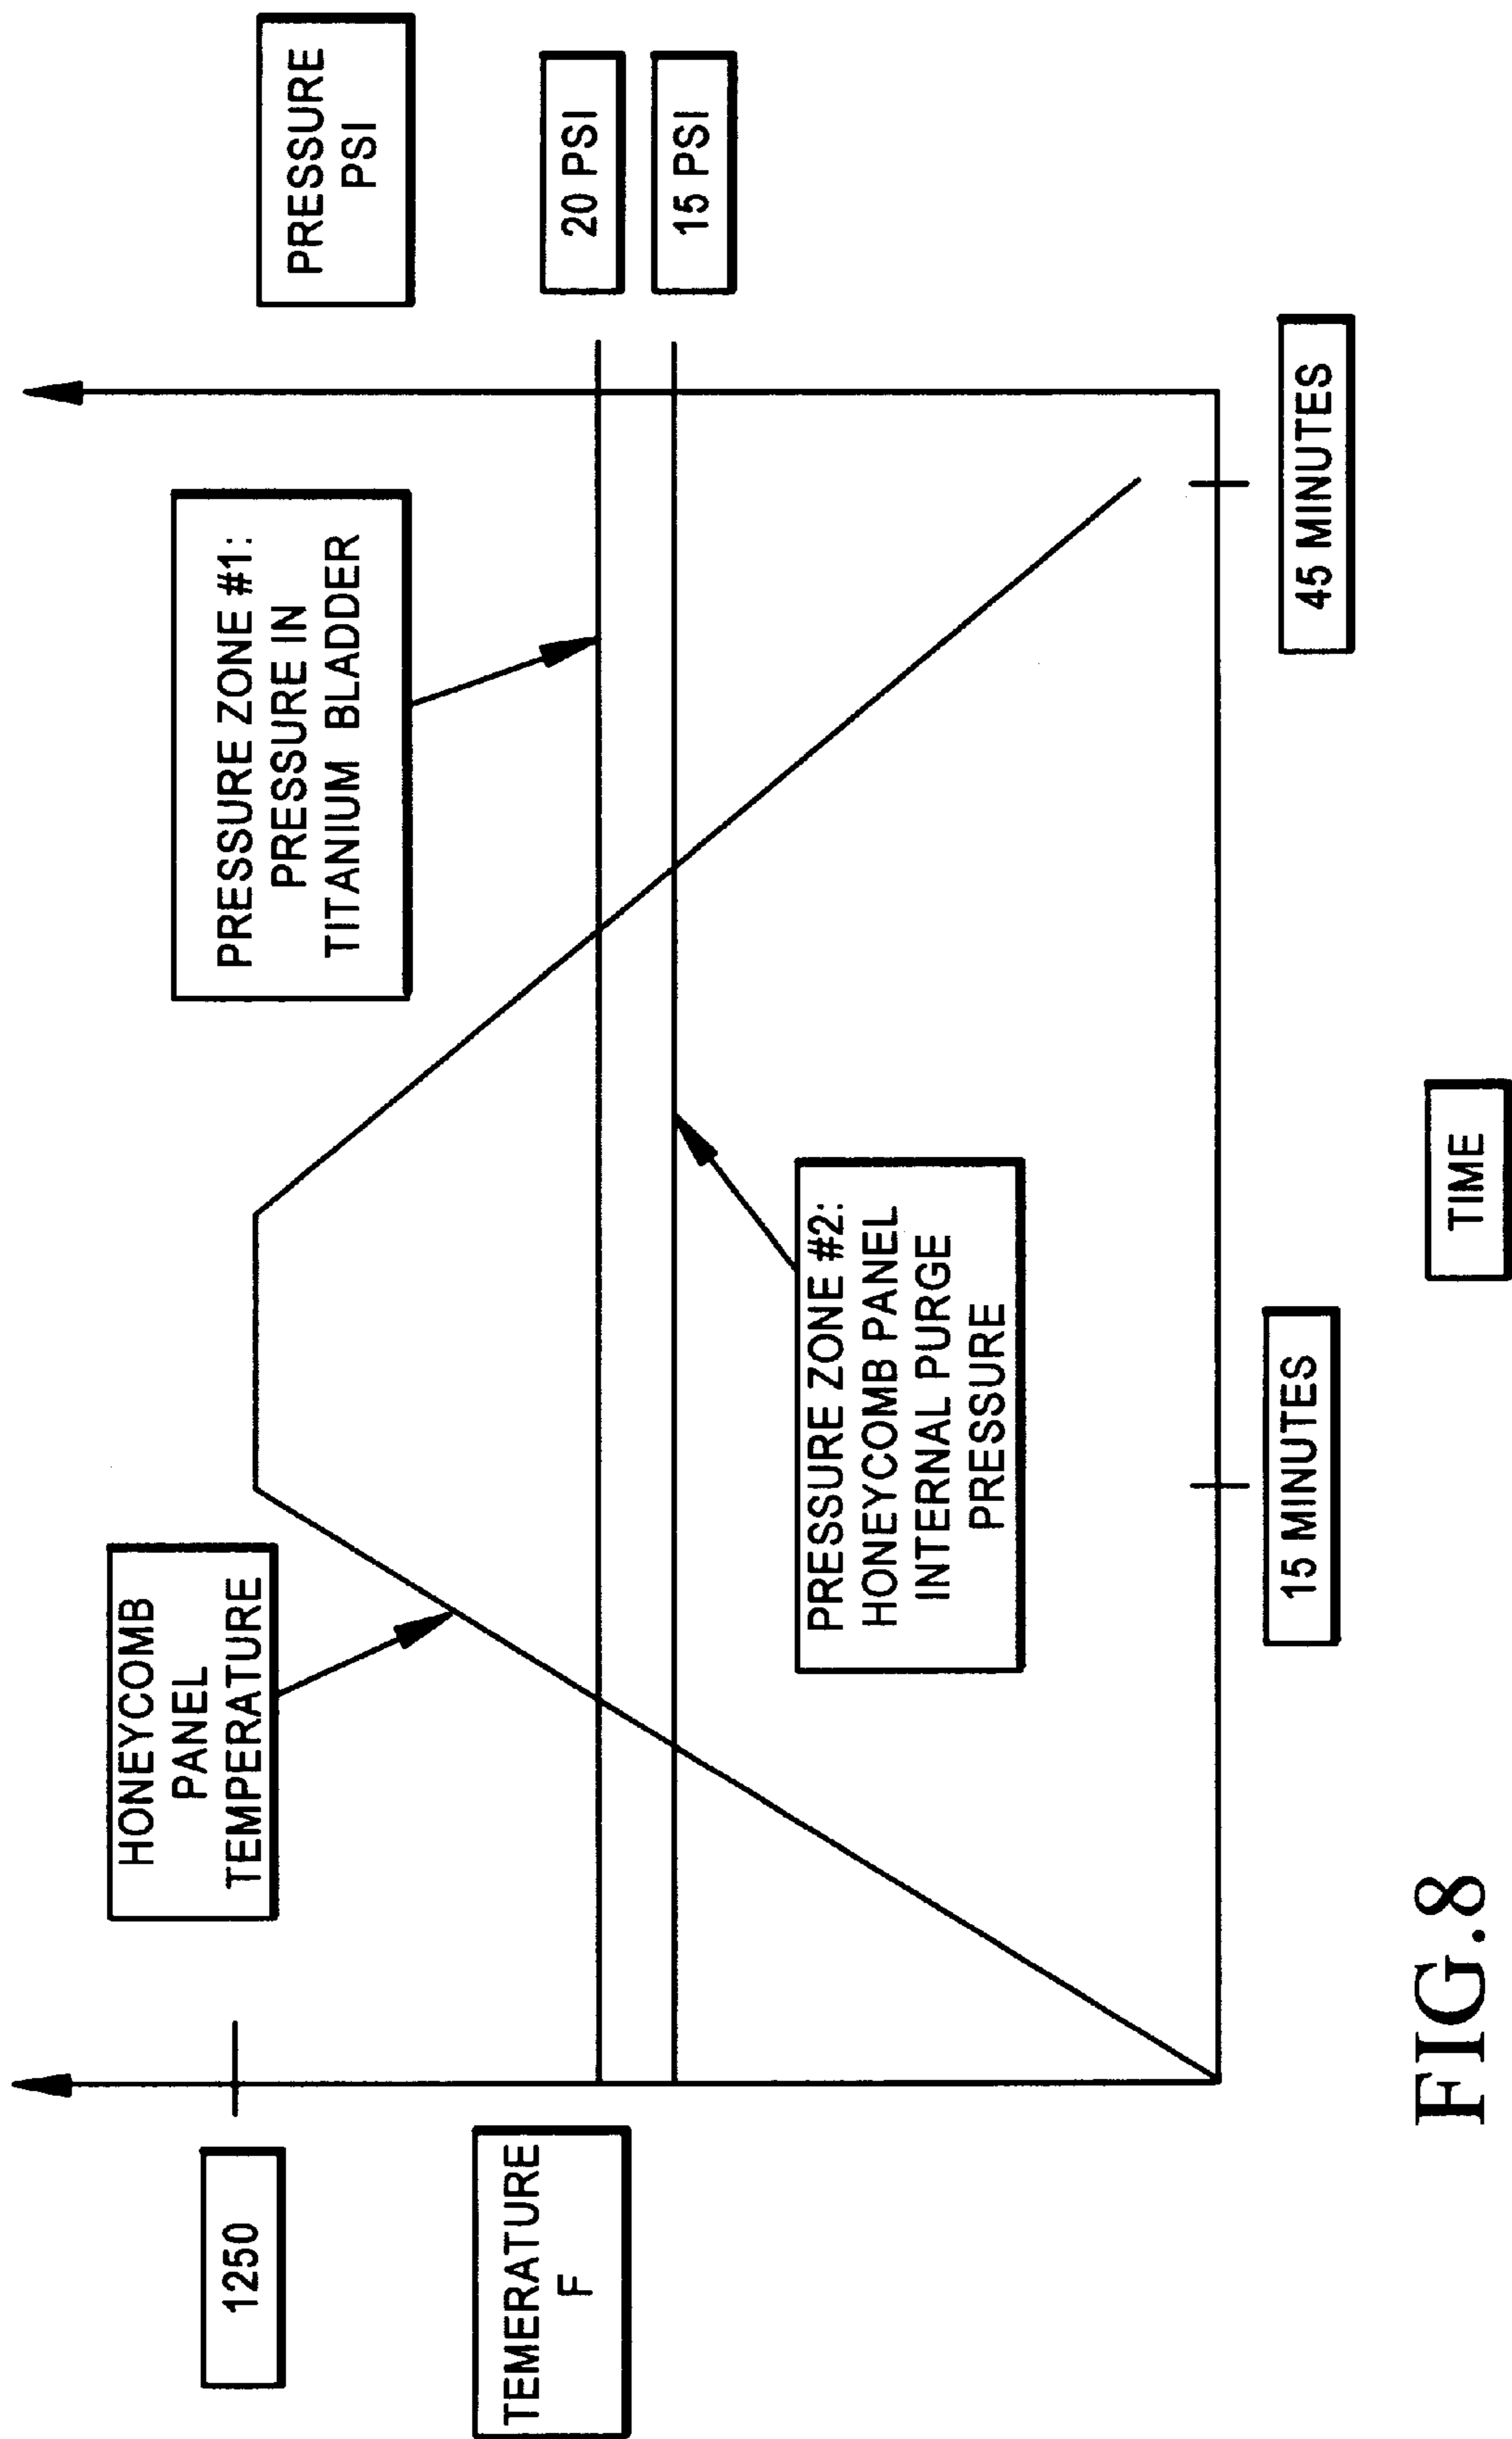 HONEYCOMB
PANEL
TEMPERATURE
PRESSURE ZONE #1:
PRESSURE IN
TITANIUM BLADDER
PRESSURE
PSI
1250
20 PSI
15 PSI
TEMERATURE
F
PRESSURE ZONE #2:
HONEYCOMB PANEL
INTERNAL PURGE
PRESSURE
15 MINUTES
45 MINUTES
TIME
FIG.8